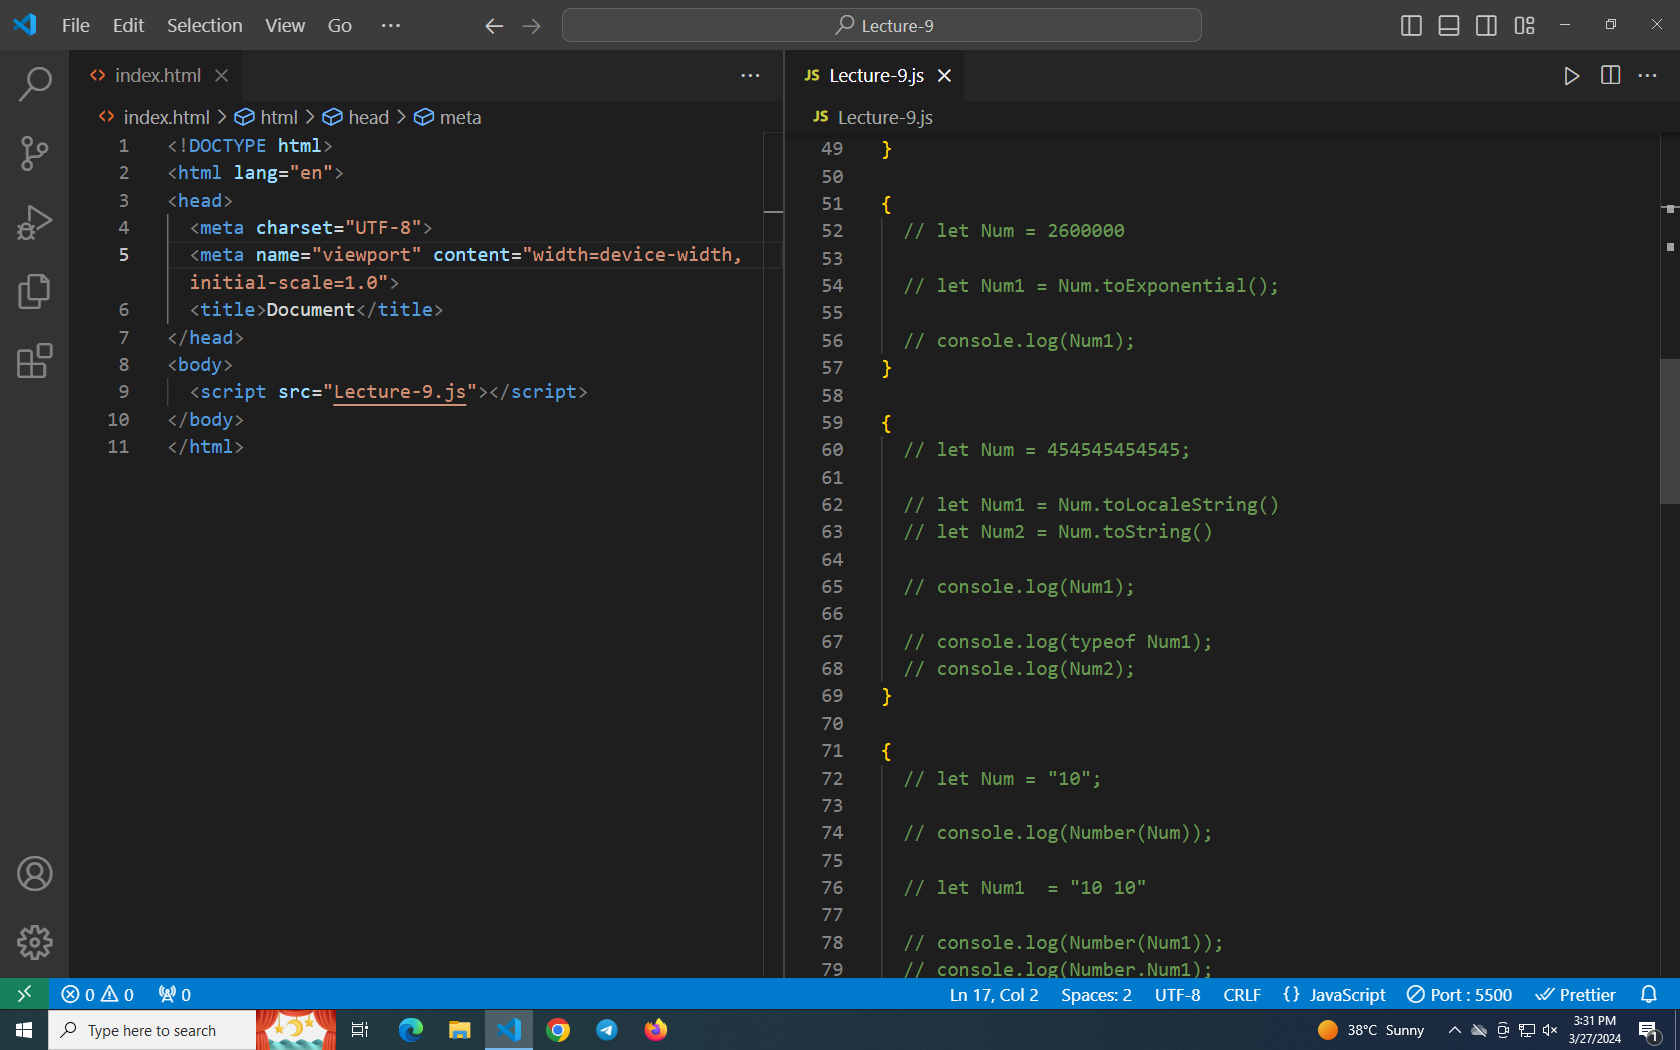 File Edit Selection View Go ···
Lecture-9
index.html
index.html > html > head > meta
1 <!DOCTYPE html>
2 <html lang="en">
3 <head>
4 <meta charset="UTF-8">
5 <meta name="viewport" content="width=device-width,
initial-scale=1.0">
6 <title>Document</title>
7 </head>
8 <body>
9 <script src="Lecture-9.js"></script>
10 </body>
11 </html>
JS Lecture-9.js
JS Lecture-9.js
49 }
50
51 {
52 // let Num = 2600000
53
54 // let Num1 = Num.toExponential();
55
56 // console.log(Num1);
57 }
58
59 {
60 // let Num = 454545454545;
61
62 // let Num1 = Num.toLocaleString()
63 // let Num2 = Num.toString()
64
65 // console.log(Num1);
66
67 // console.log(typeof Num1);
68 // console.log(Num2);
69 }
70
71 {
72 // let Num = "10";
73
74 // console.log(Number(Num));
75
76 // let Num1  = "10 10"
77
78 // console.log(Number(Num1));
79 // console.log(Number.Num1);
0 0 0 Ln 17, Col 2 Spaces: 2 UTF-8 CRLF {} JavaScript Port : 5500 Prettier
Type here to search 38°C Sunny 3:31 PM
3/27/2024 1